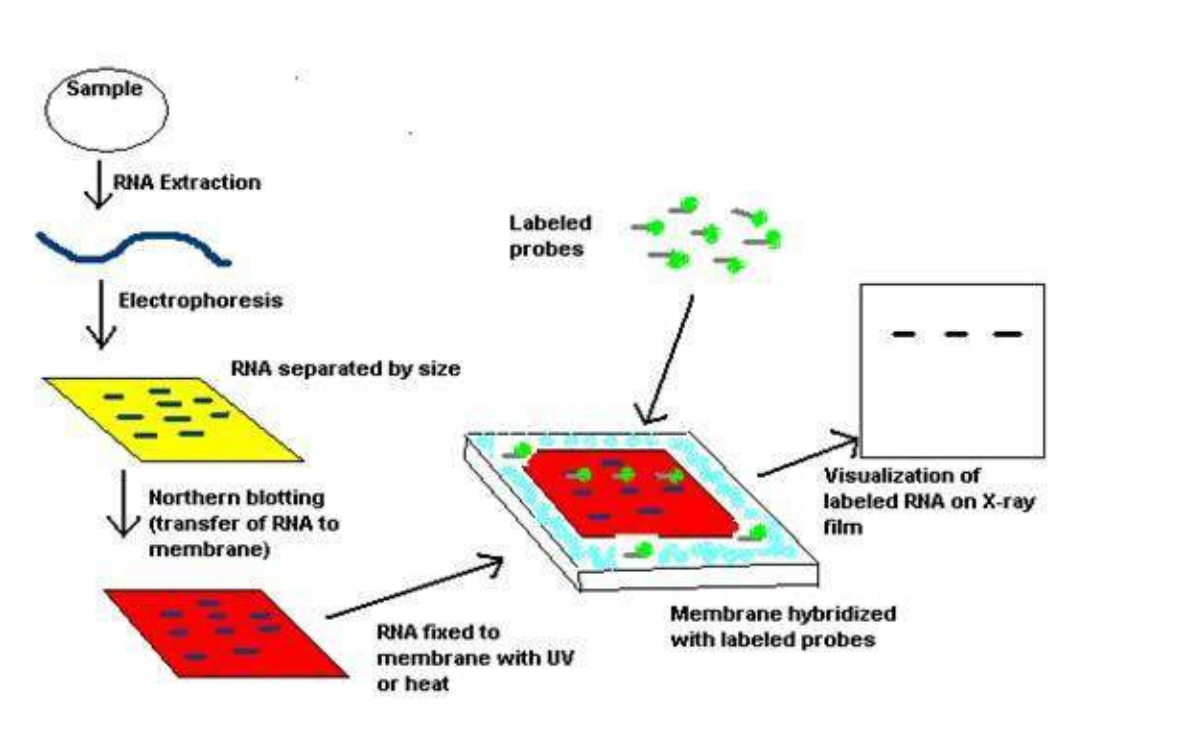 Sample
RNA Extraction
Labeled
probes
Electrophoresis
RNA separated by size
Northern blotting
(transfer of RNA to
membrane)
RNA fixed to
membrane with UV
or heat
Membrane hybridized
with labeled probes
Visualization of
labeled RNA on X-ray
film